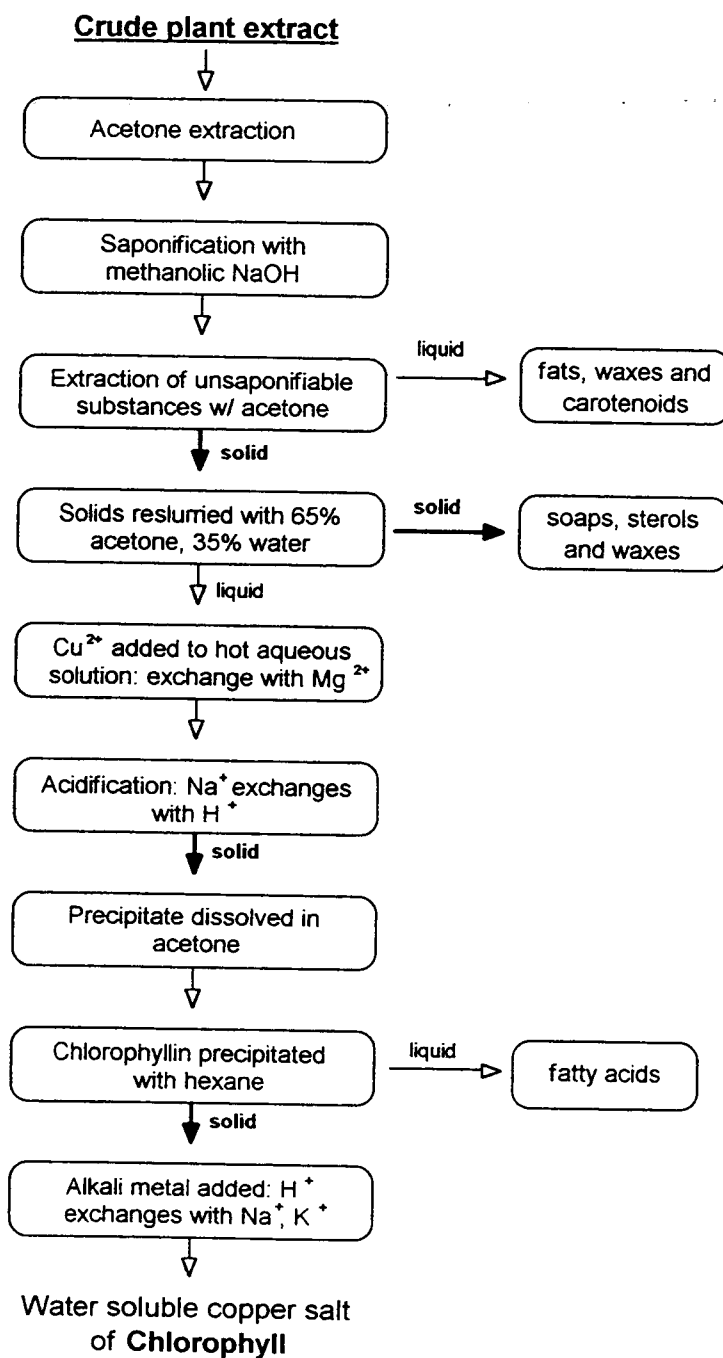 Crude plant extract
Acetone extraction
Saponification with
methanolic NaOH
Extraction of unsaponifiable
substances w/ acetone
liquid
fats, waxes and
carotenoids
solid
Solids reslurried with 65%
acetone, 35% water
solid
soaps, sterols
and waxes
liquid
Cu²⁺ added to hot aqueous
solution: exchange with Mg²⁺
Acidification: Na⁺ exchanges
with H⁺
solid
Precipitate dissolved in
acetone
Chlorophyllin precipitated
with hexane
liquid
fatty acids
solid
Alkali metal added: H⁺
exchanges with Na⁺, K⁺
Water soluble copper salt
of Chlorophyll